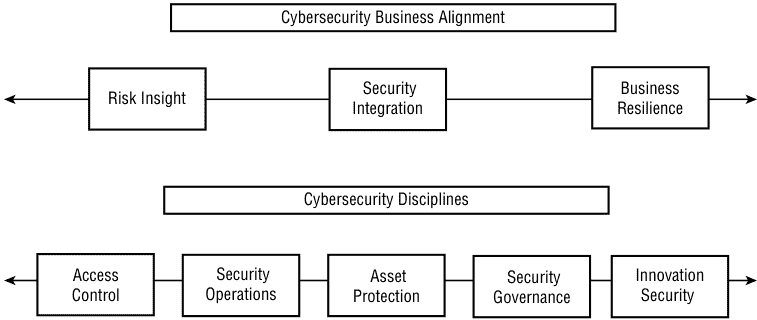 Cybersecurity Business Alignment
Risk Insight
Security
Integration
Business
Resilience
Cybersecurity Disciplines
Access
Control
Security
Operations
Asset
Protection
Security
Governance
Innovation
Security